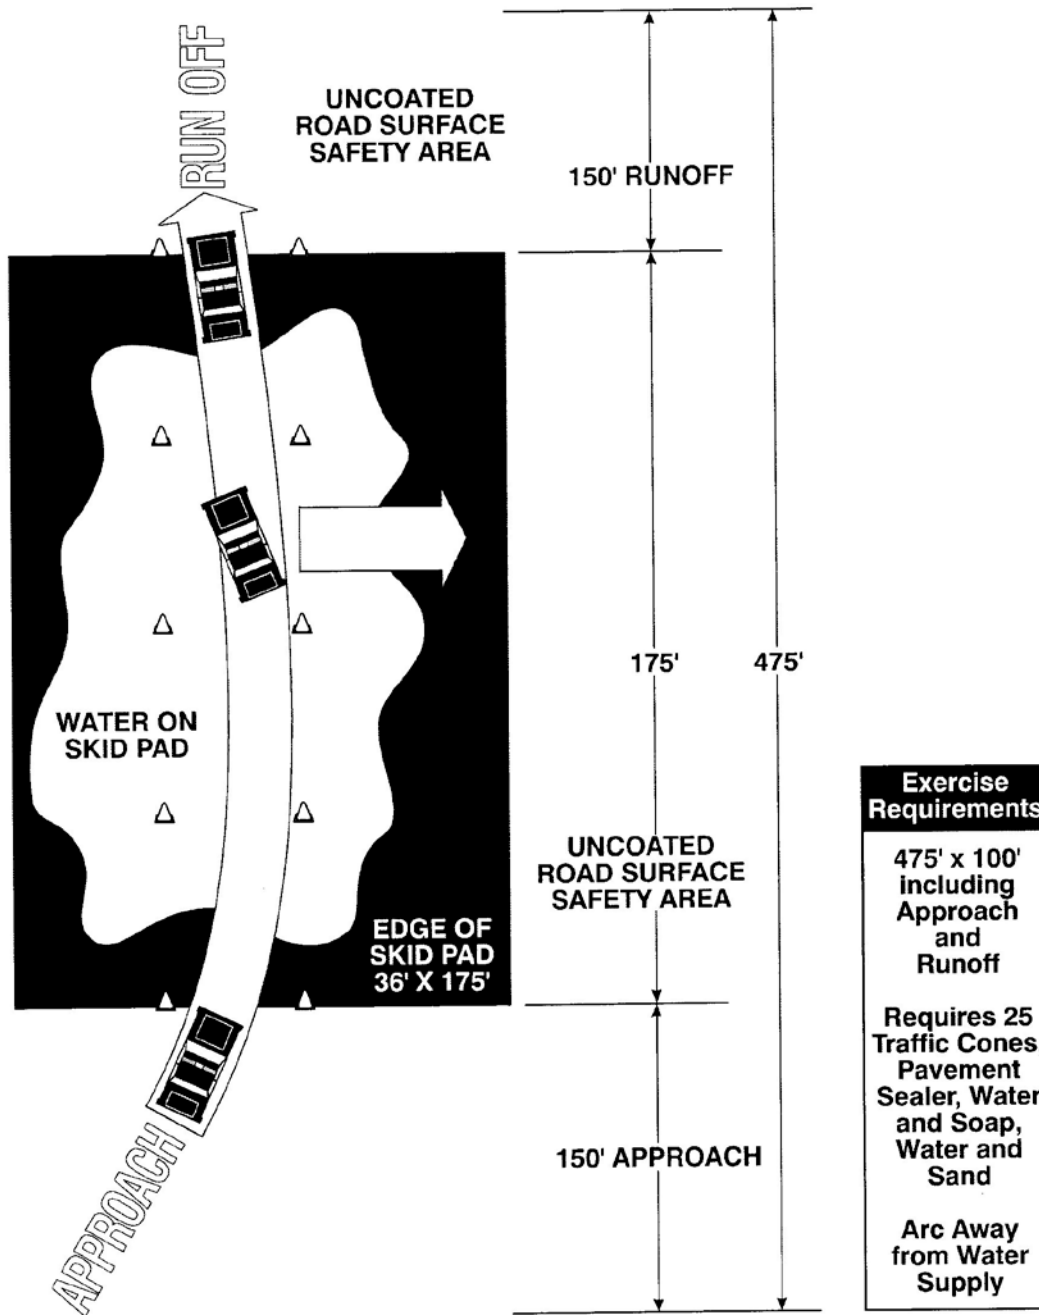 RUN OFF
UNCOATED
ROAD SURFACE
SAFETY AREA
150' RUNOFF
175'
475'
WATER ON
SKID PAD
UNCOATED
ROAD SURFACE
SAFETY AREA
EDGE OF
SKID PAD
36' X 175'
150' APPROACH
APPROACH
Exercise
Requirements
475' x 100'
including
Approach
and
Runoff
Requires 25
Traffic Cones
Pavement
Sealer, Water
and Soap,
Water and
Sand
Arc Away
from Water
Supply